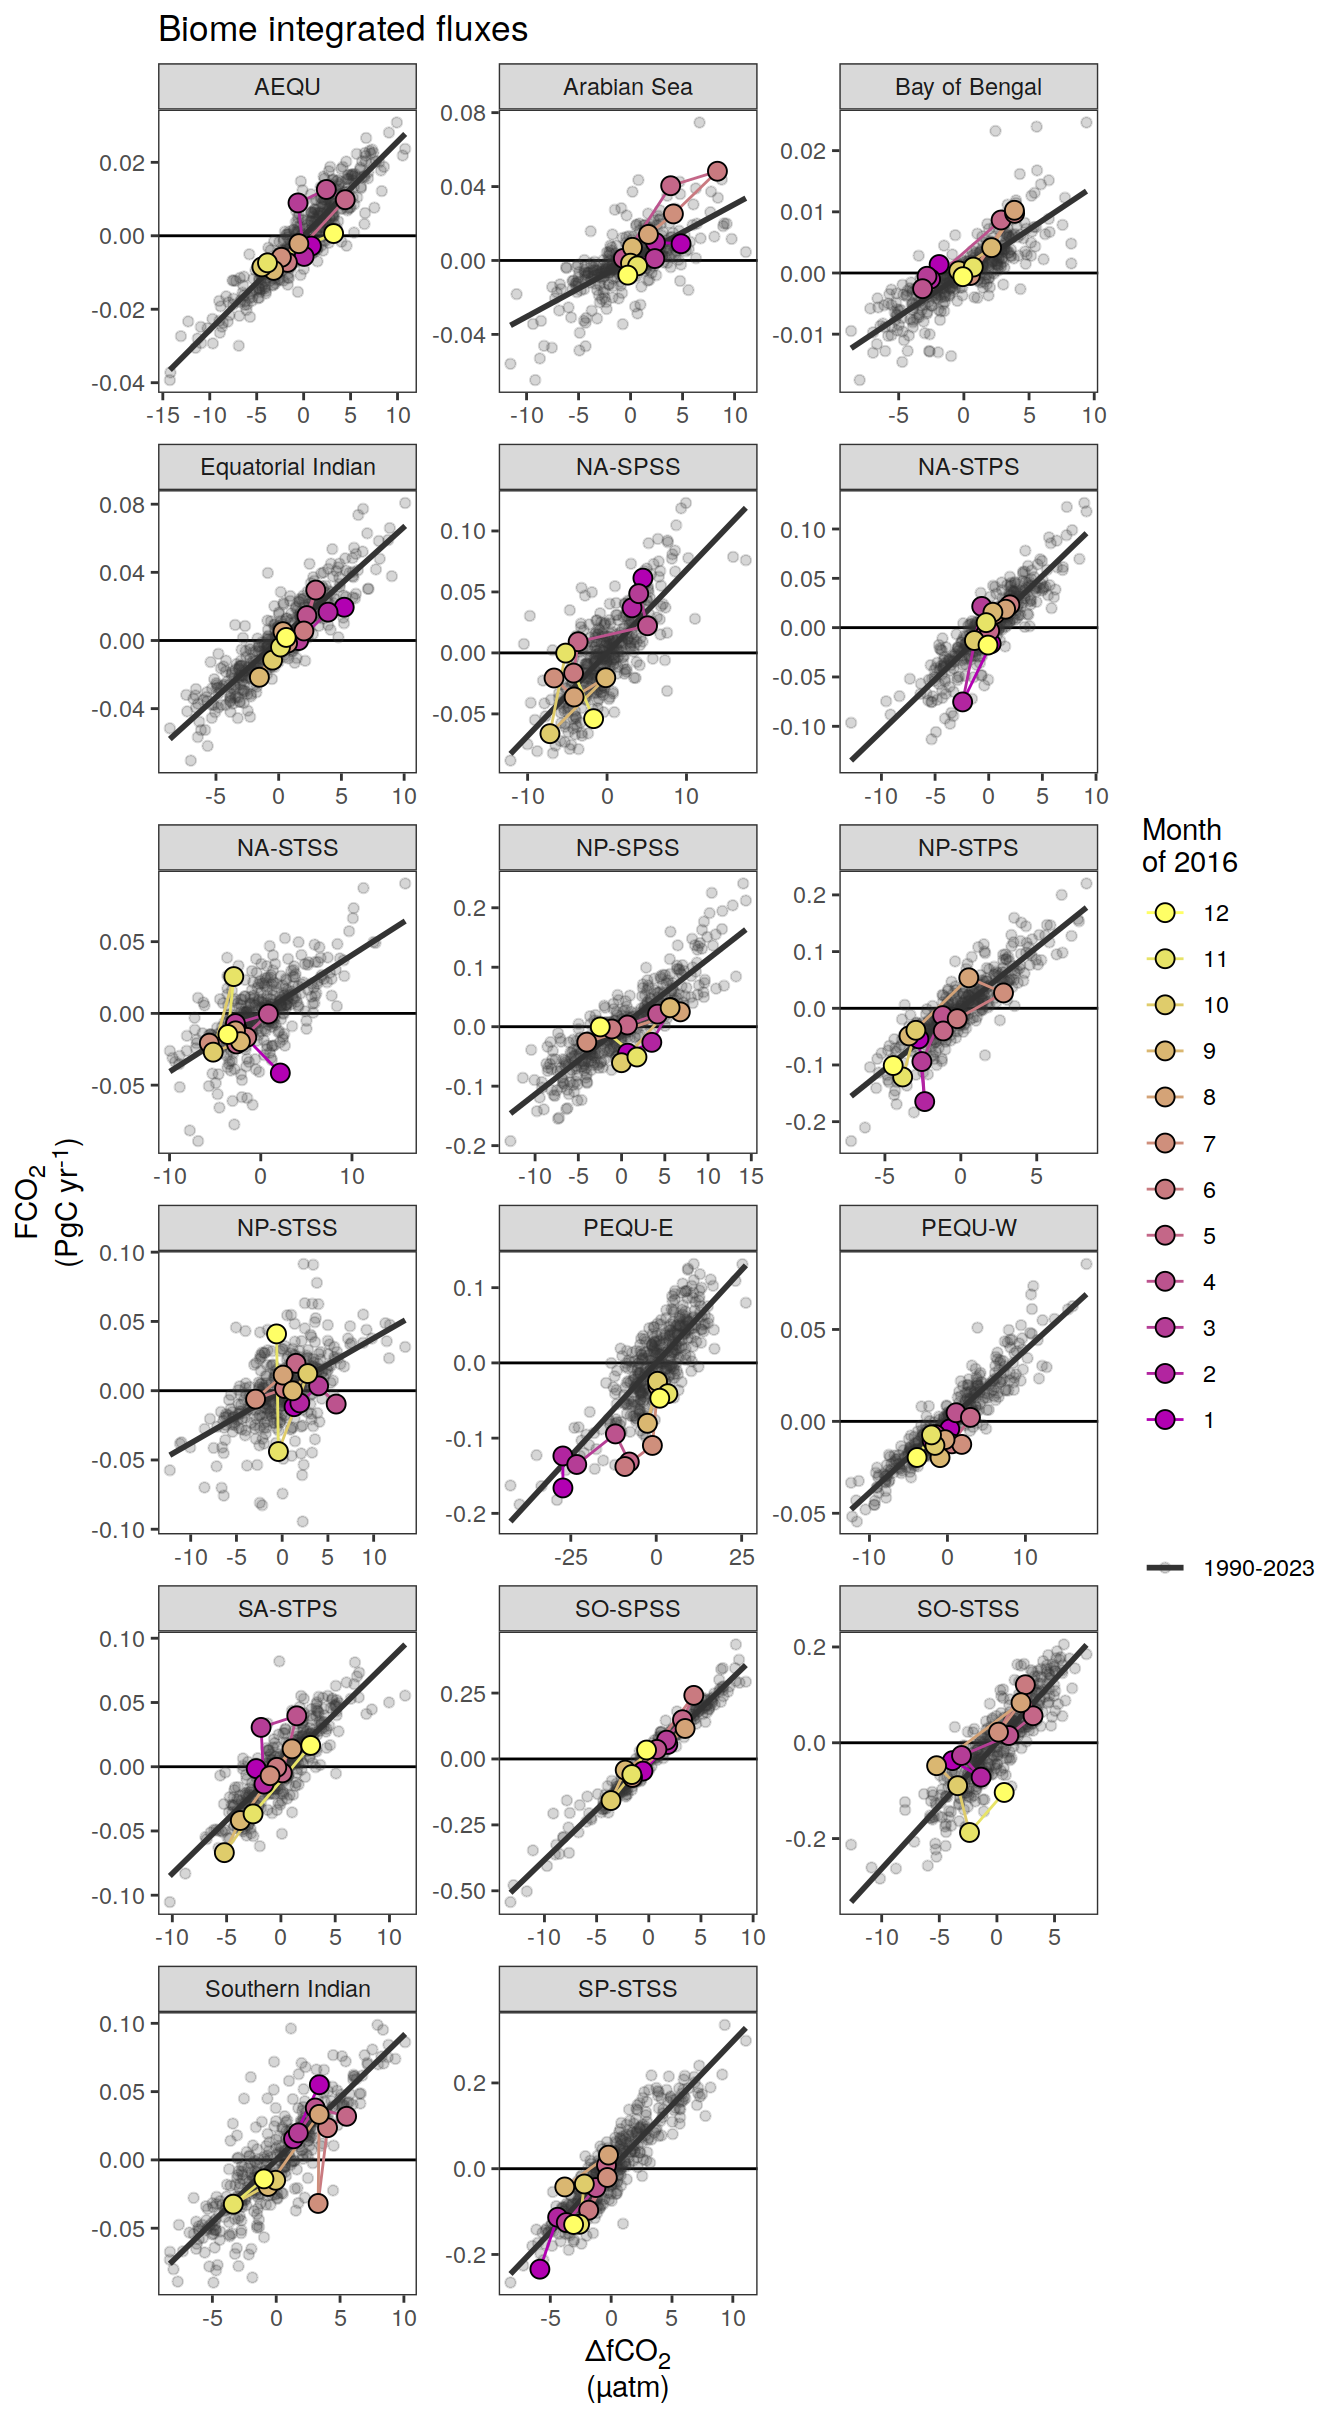 Biome integrated fluxes
AEQU
Arabian Sea
Bay of Bengal
0.02
0.00
-0.02
-0.04
0.08
0.04
0.00
-0.04
0.02
0.01
0.00
-0.01
-15 -10 -5 0 5 10
-10 -5 0 5 10
-5 0 5 10
Equatorial Indian
NA-SPSS
NA-STPS
0.08
0.04
0.00
-0.04
0.10
0.05
0.00
-0.05
0.10
0.05
0.00
-0.05
-0.10
-5 0 5 10
-10 0 10
-10 -5 0 5 10
NA-STSS
NP-SPSS
NP-STPS
0.05
0.00
-0.05
0.2
0.1
0.0
-0.1
-0.2
0.2
0.1
0.0
-0.1
-0.2
-10 0 10
-10 -5 0 5 10 15
-5 0 5
NP-STSS
PEQU-E
PEQU-W
0.10
0.05
0.00
-0.05
-0.10
0.1
0.0
-0.1
-0.2
0.05
0.00
-0.05
-10 -5 0 5 10
-25 0 25
-10 0 10
SA-STPS
SO-SPSS
SO-STSS
0.10
0.05
0.00
-0.05
-0.10
0.25
0.00
-0.25
-0.50
0.2
0.0
-0.2
-10 -5 0 5 10
-10 -5 0 5 10
-10 -5 0 5
Southern Indian
SP-STSS
0.10
0.05
0.00
-0.05
0.2
0.0
-0.2
-5 0 5 10
-5 0 5 10
FCO₂
(PgC yr⁻¹)
ΔfCO₂
(µatm)
Month
of 2016
12
11
10
9
8
7
6
5
4
3
2
1
1990-2023